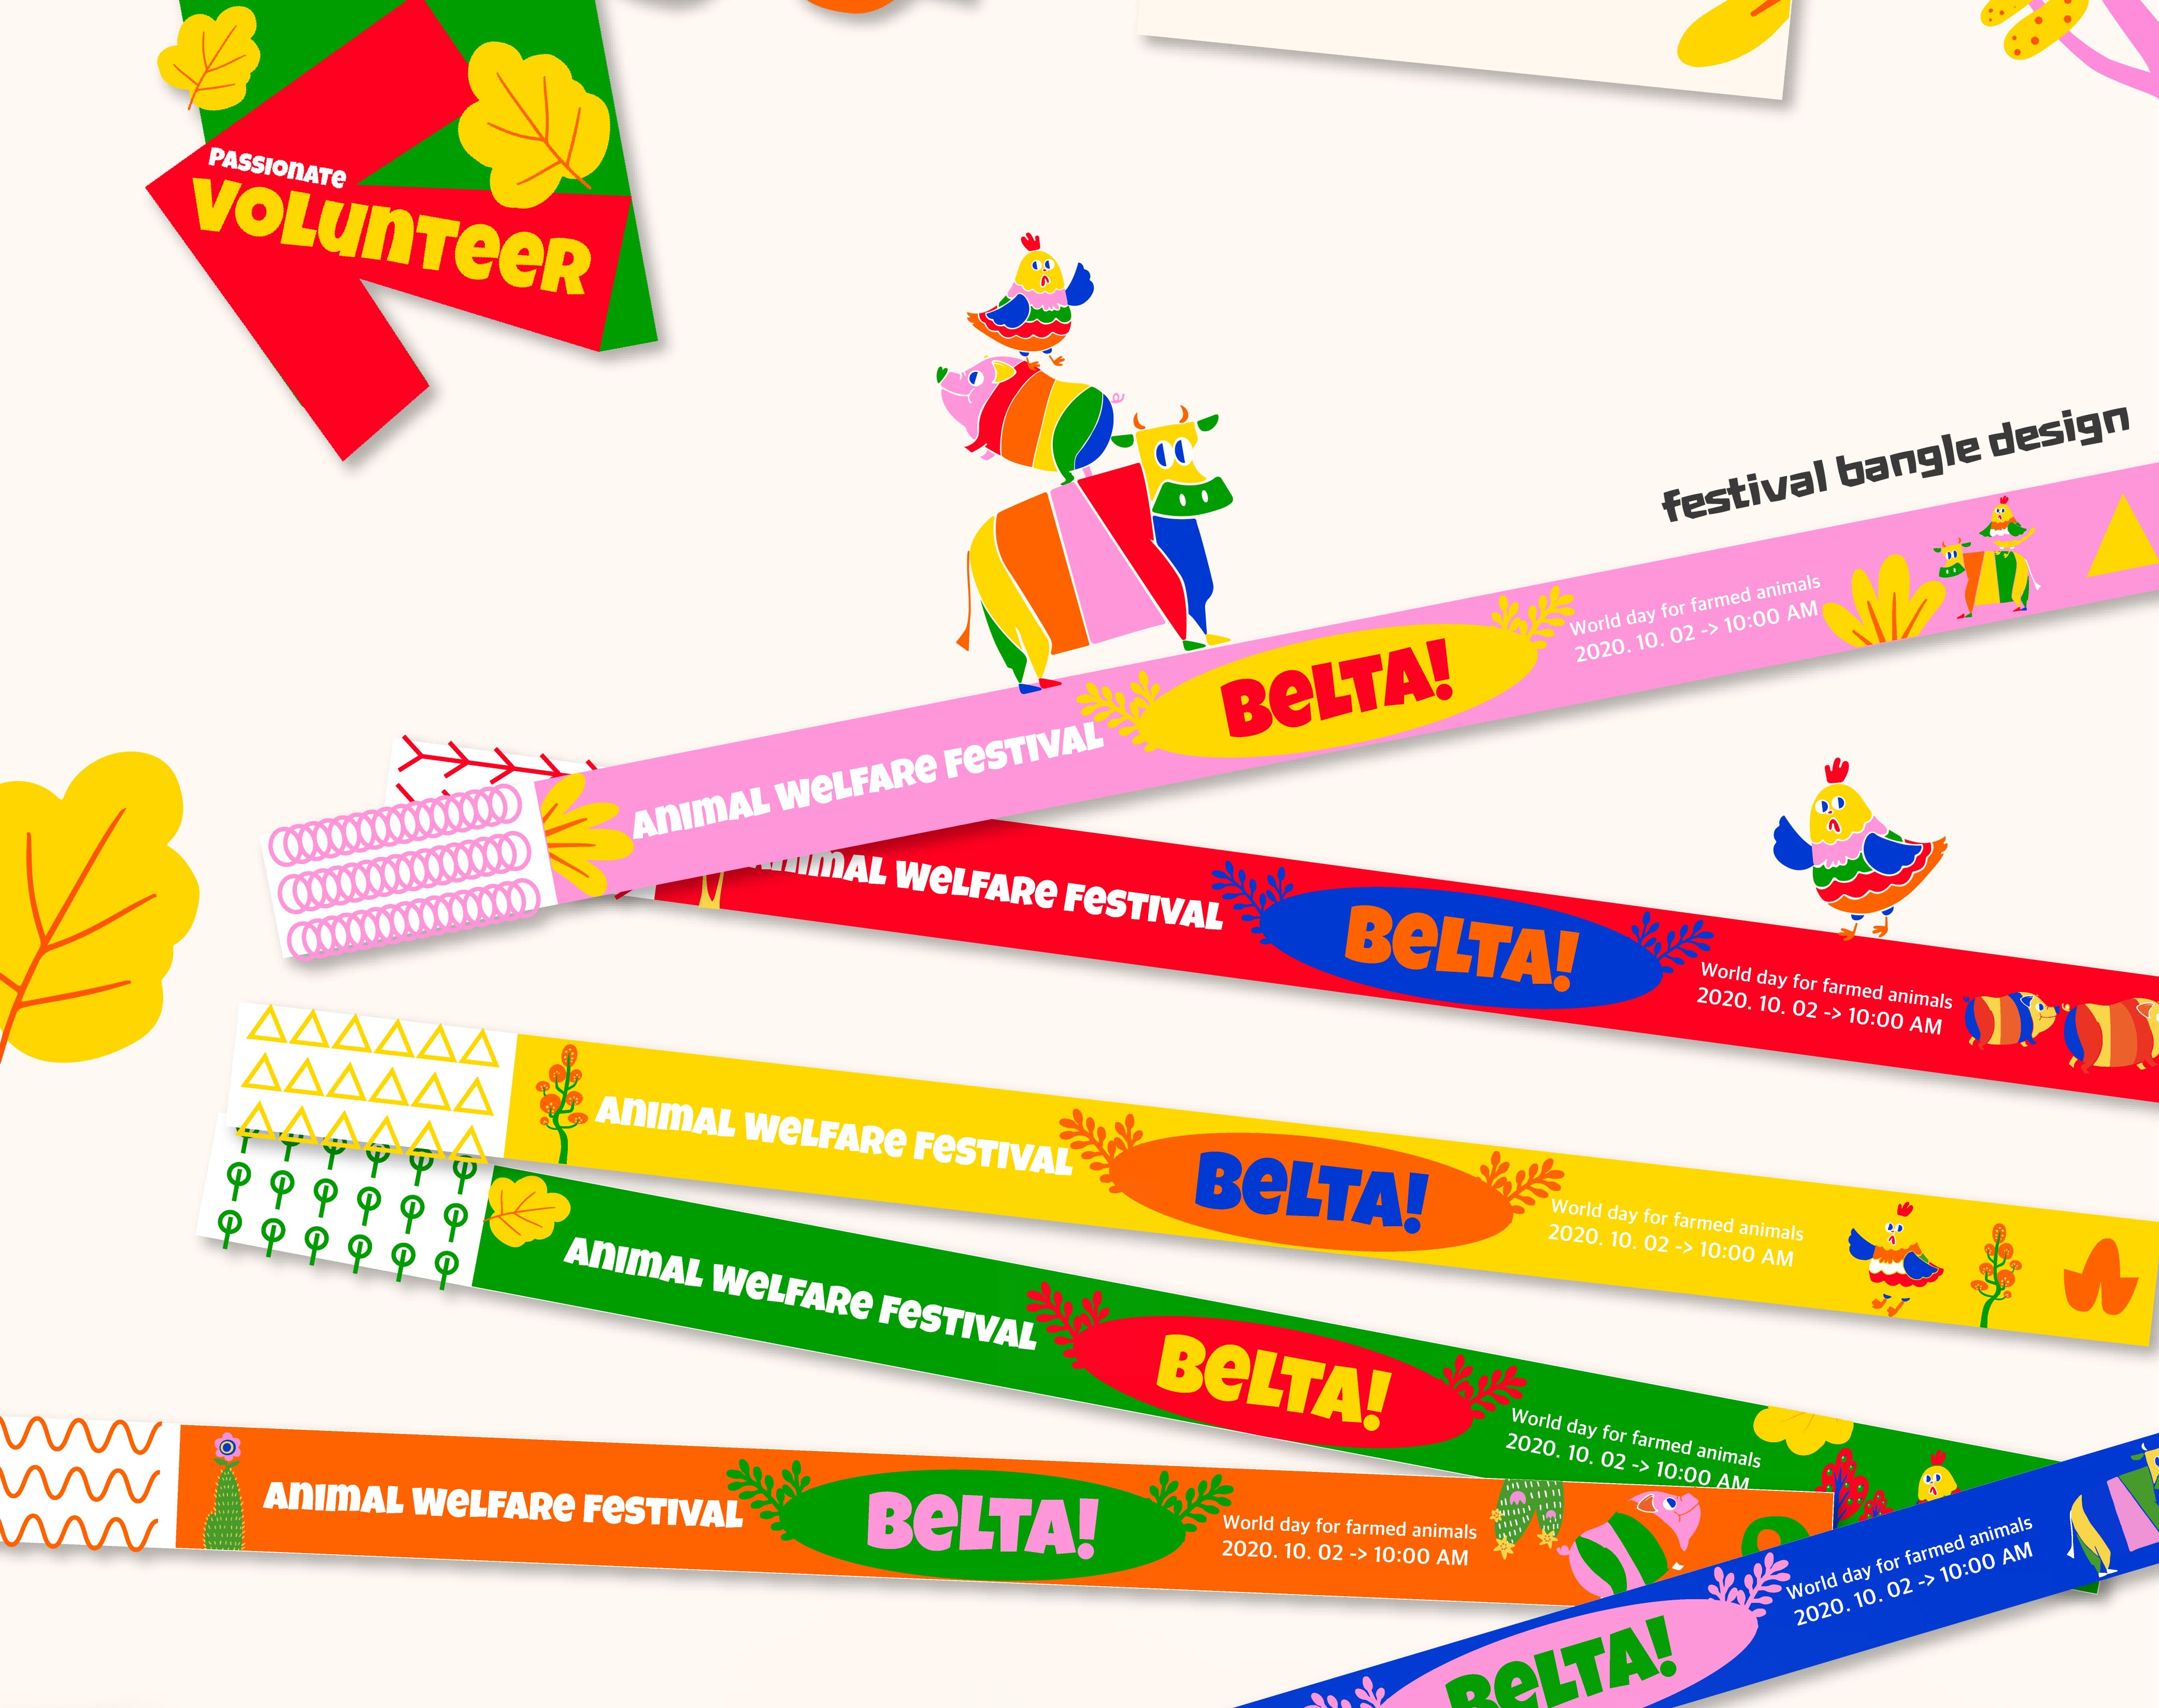 PASSIONATE
VOLUNTEER
festival bangle design
ANIMAL WELFARE FESTIVAL
BELTA!
World day for farmed animals
2020. 10. 02 -> 10:00 AM
ANIMAL WELFARE FESTIVAL
BELTA!
World day for farmed animals
2020. 10. 02 -> 10:00 AM
ANIMAL WELFARE FESTIVAL
BELTA!
World day for farmed animals
2020. 10. 02 -> 10:00 AM
ANIMAL WELFARE FESTIVAL
BELTA!
World day for farmed animals
2020. 10. 02 -> 10:00 AM
ANIMAL WELFARE FESTIVAL
BELTA!
World day for farmed animals
2020. 10. 02 -> 10:00 AM
BELTA!
World day for farmed animals
2020. 10. 02 -> 10:00 AM